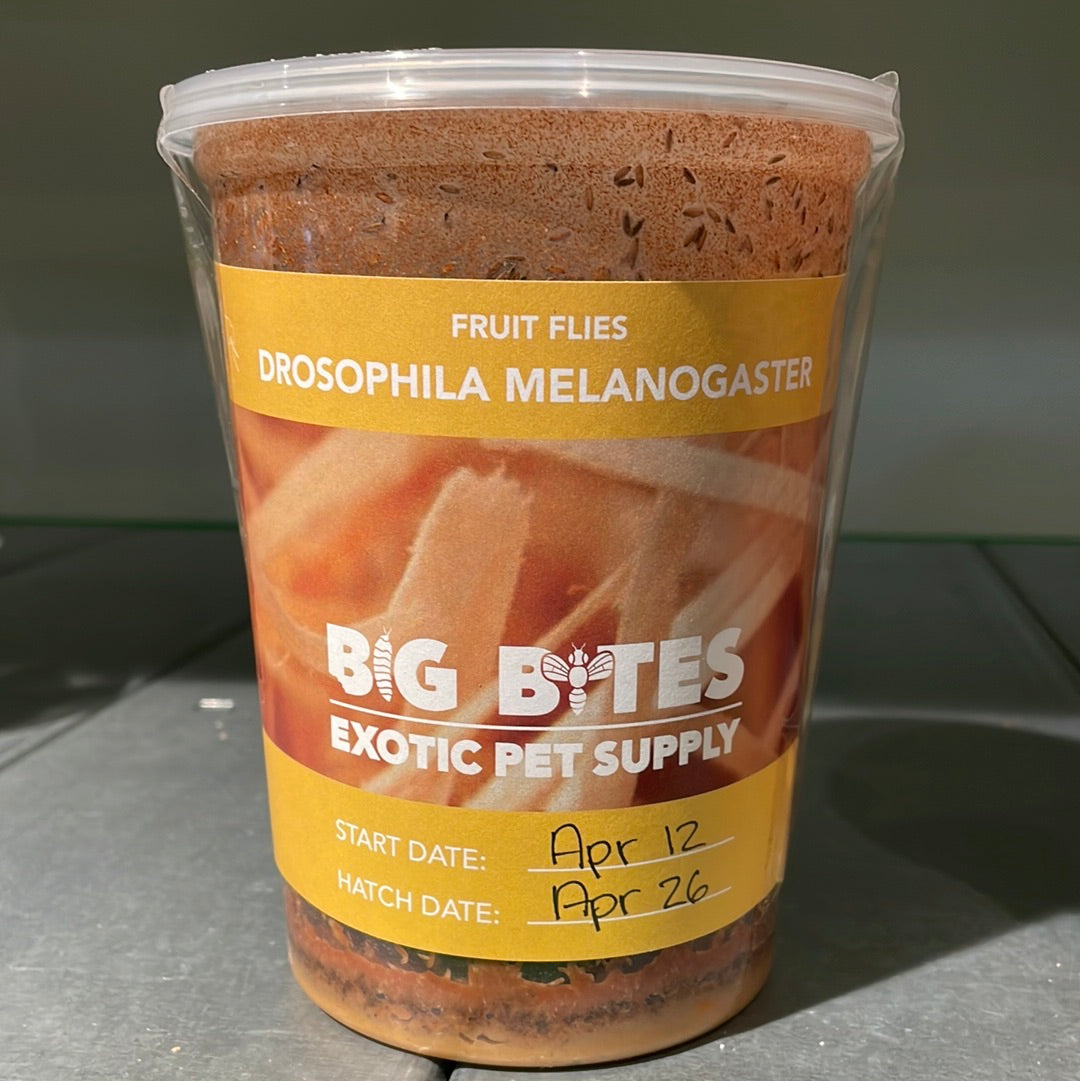 FRUIT FLIES
DROSOPHILA MELANOGASTER
BIG BITES
EXOTIC PET SUPPLY
START DATE: Apr 12
HATCH DATE: Apr 26